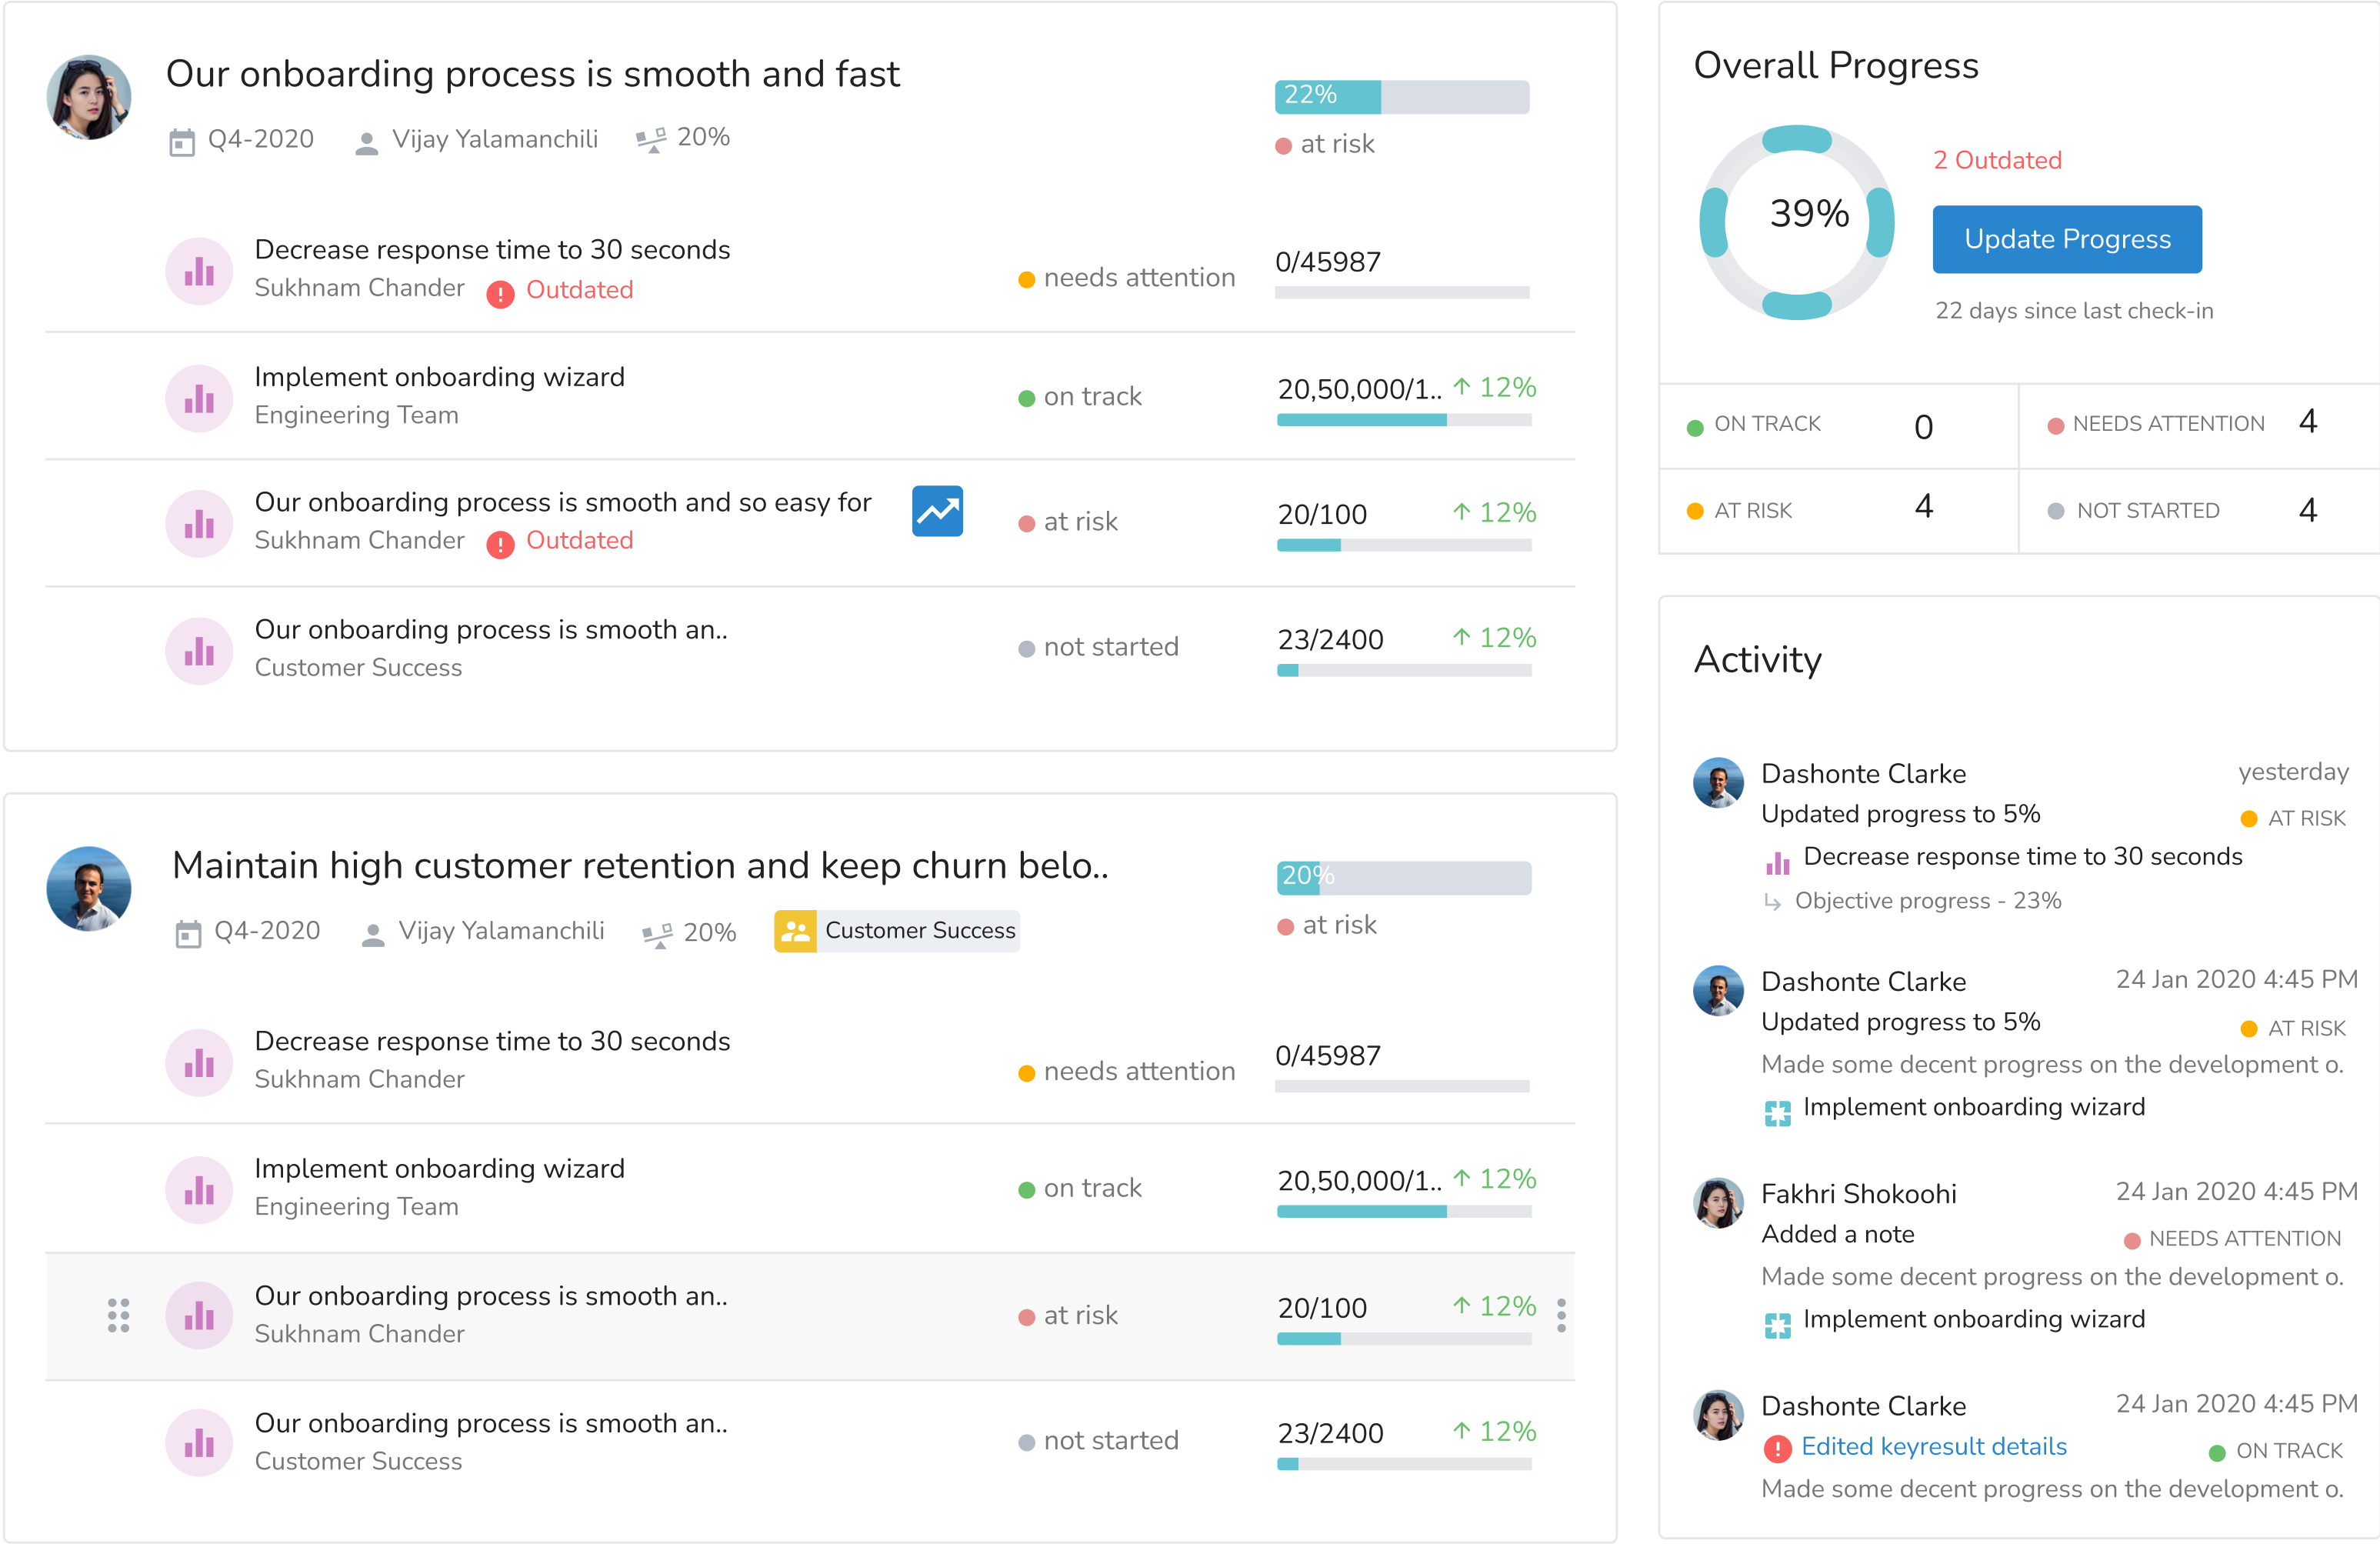 Our onboarding process is smooth and fast
Q4-2020 Vijay Yalamanchili 20%
22%
at risk
Decrease response time to 30 seconds
Sukhnam Chander Outdated
needs attention
0/45987
Implement onboarding wizard
Engineering Team
on track
20,50,000/1.. ↑ 12%
Our onboarding process is smooth and so easy for
Sukhnam Chander Outdated
at risk
20/100 ↑ 12%
Our onboarding process is smooth an..
Customer Success
not started
23/2400 ↑ 12%
Maintain high customer retention and keep churn belo..
Q4-2020 Vijay Yalamanchili 20% Customer Success
20%
at risk
Decrease response time to 30 seconds
Sukhnam Chander
needs attention
0/45987
Implement onboarding wizard
Engineering Team
on track
20,50,000/1.. ↑ 12%
Our onboarding process is smooth an..
Sukhnam Chander
at risk
20/100 ↑ 12%
Our onboarding process is smooth an..
Customer Success
not started
23/2400 ↑ 12%
Overall Progress
39%
2 Outdated
Update Progress
22 days since last check-in
ON TRACK 0
NEEDS ATTENTION 4
AT RISK 4
NOT STARTED 4
Activity
Dashonte Clarke yesterday
Updated progress to 5% AT RISK
Decrease response time to 30 seconds
Objective progress - 23%
Dashonte Clarke 24 Jan 2020 4:45 PM
Updated progress to 5% AT RISK
Made some decent progress on the development o.
Implement onboarding wizard
Fakhri Shokoohi 24 Jan 2020 4:45 PM
Added a note NEEDS ATTENTION
Made some decent progress on the development o.
Implement onboarding wizard
Dashonte Clarke 24 Jan 2020 4:45 PM
Edited keyresult details ON TRACK
Made some decent progress on the development o.